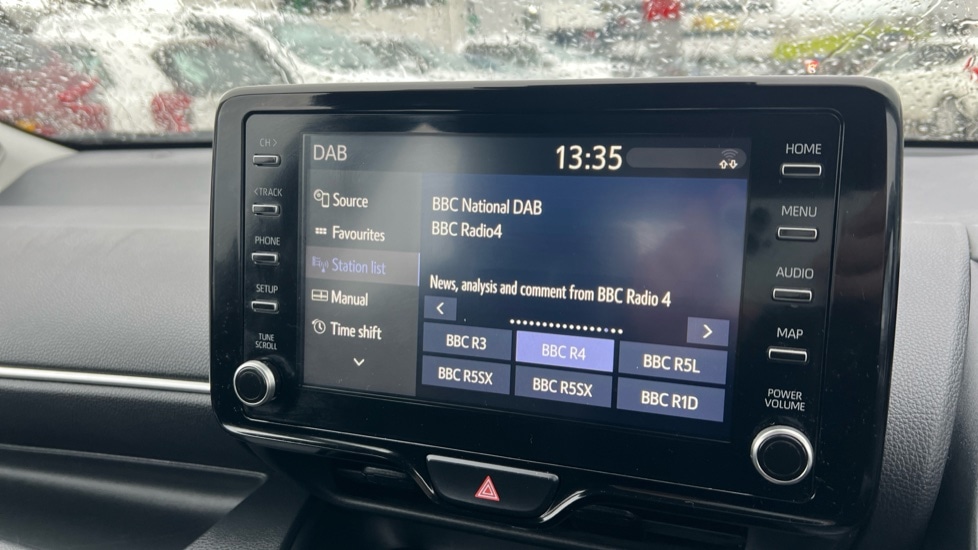 CH >
< TRACK
PHONE
SETUP
TUNE
SCROLL
DAB
13:35
Source
Favourites
Station list
Manual
Time shift
BBC National DAB
BBC Radio4
News, analysis and comment from BBC Radio 4
< >
BBC R3 BBC R4 BBC R5L
BBC R5SX BBC R5SX BBC R1D
HOME
MENU
AUDIO
MAP
POWER
VOLUME